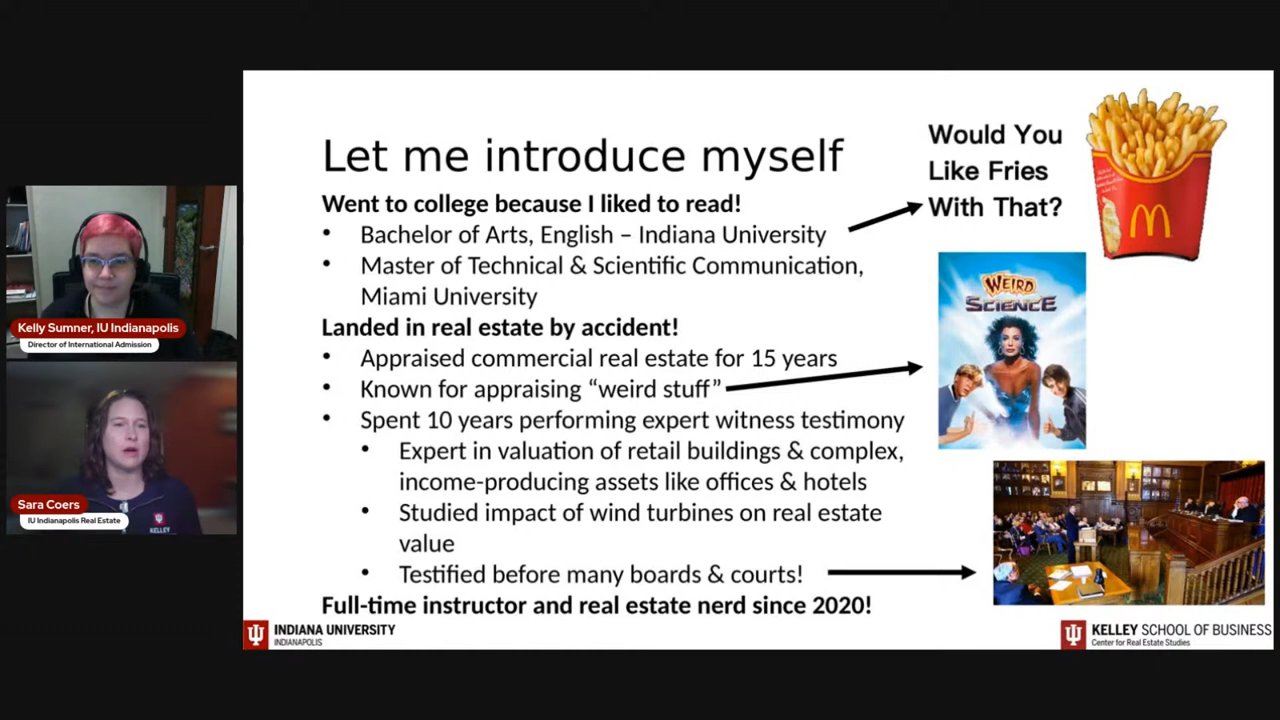 Let me introduce myself
Went to college because I liked to read!
• Bachelor of Arts, English – Indiana University
• Master of Technical & Scientific Communication,
Miami University
Landed in real estate by accident!
• Appraised commercial real estate for 15 years
• Known for appraising “weird stuff”
• Spent 10 years performing expert witness testimony
• Expert in valuation of retail buildings & complex,
income-producing assets like offices & hotels
• Studied impact of wind turbines on real estate
value
• Testified before many boards & courts!
Full-time instructor and real estate nerd since 2020!
Would You
Like Fries
With That?
WEIRD
SCIENCE
Kelly Sumner, IU Indianapolis
Director of International Admission
Sara Coers
IU Indianapolis Real Estate
KELLEY
INDIANA UNIVERSITY
INDIANAPOLIS
KELLEY SCHOOL OF BUSINESS
Center for Real Estate Studies